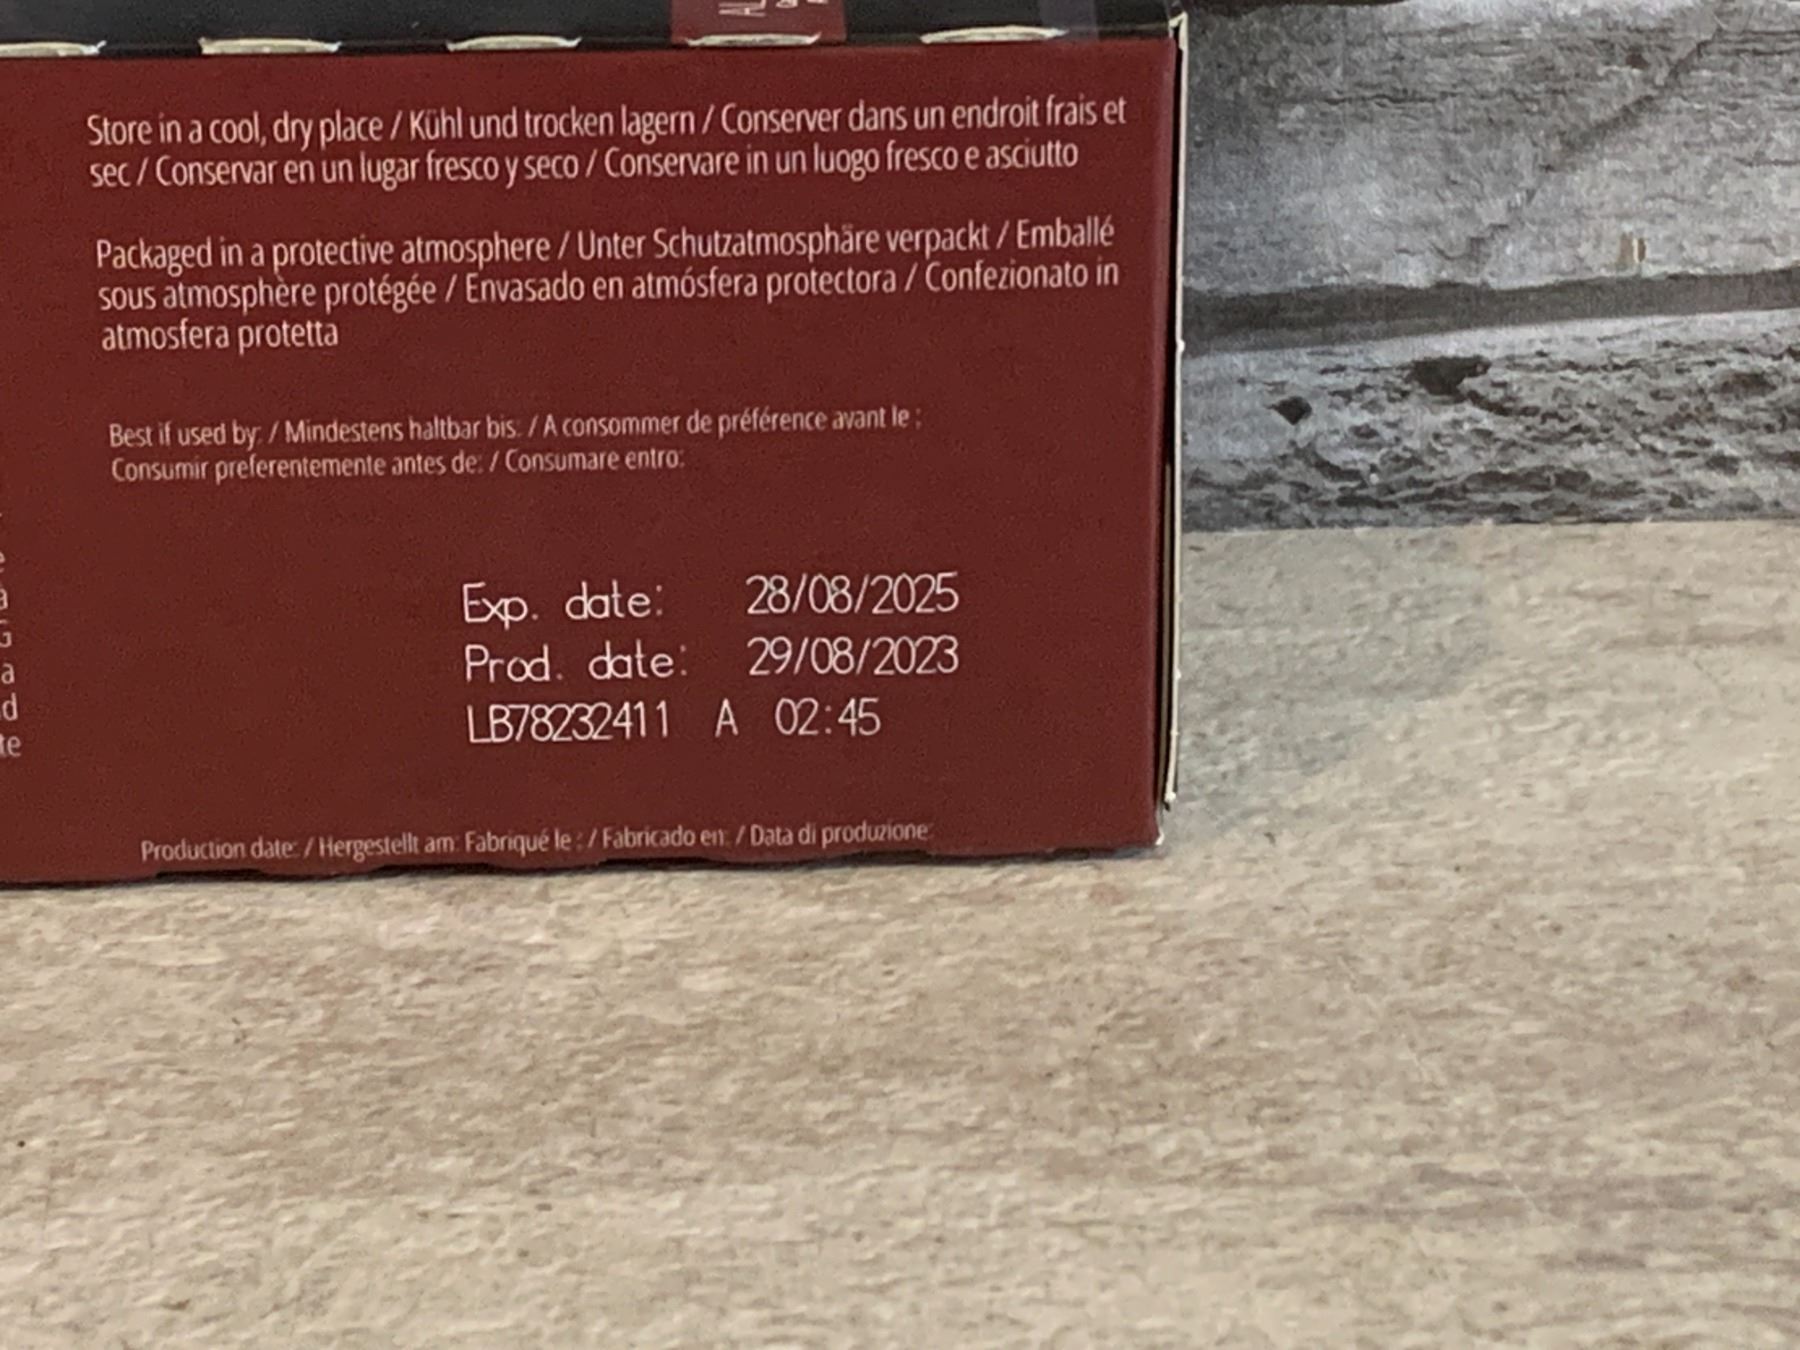 Store in a cool, dry place / Kühl und trocken lagern / Conserver dans un endroit frais et
sec / Conservar en un lugar fresco y seco / Conservare in un luogo fresco e asciutto
Packaged in a protective atmosphere / Unter Schutzatmosphäre verpackt / Emballé
sous atmosphère protégée / Envasado en atmósfera protectora / Confezionato in
atmosfera protetta
Best if used by: / Mindestens haltbar bis: / A consommer de préférence avant le :
Consumir preferentemente antes de: / Consumare entro:
Exp. date: 28/08/2025
Prod. date: 29/08/2023
LB78232411 A 02:45
Production date: / Hergestellt am: Fabriqué le : / Fabricado en: / Data di produzione: